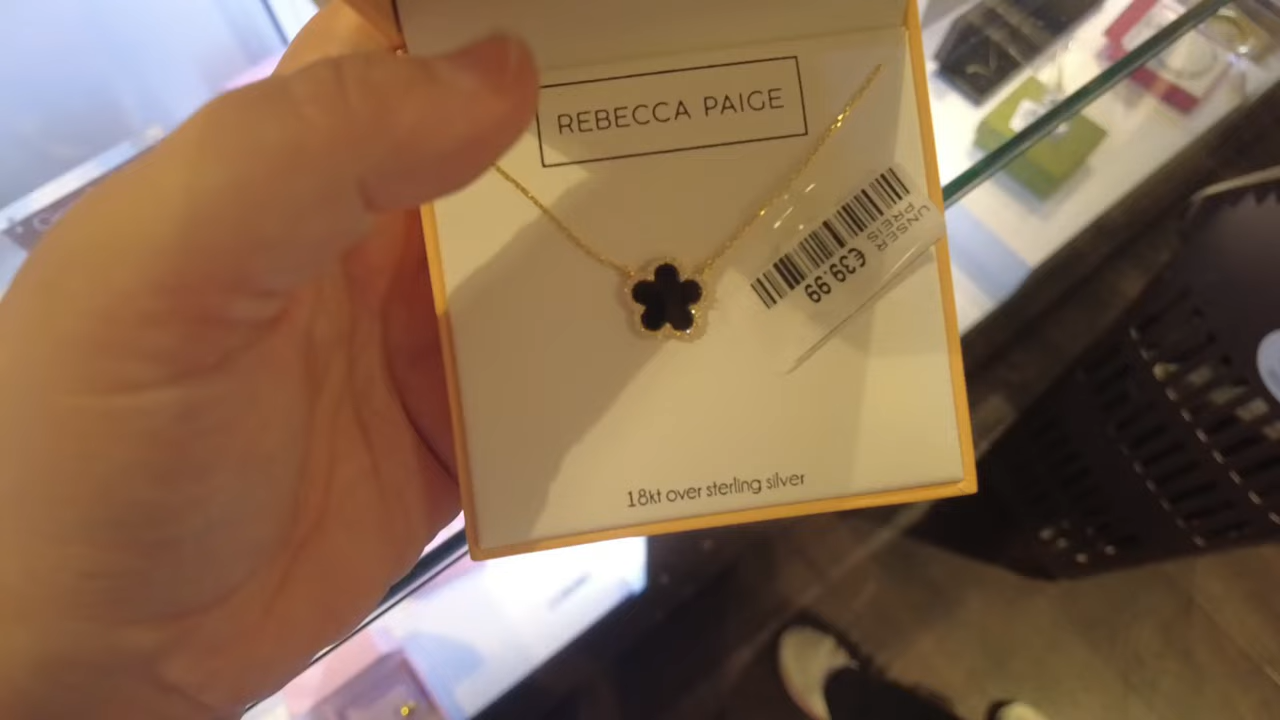 REBECCA PAIGE
UNSER
PREIS
€39.99
18kt over sterling silver